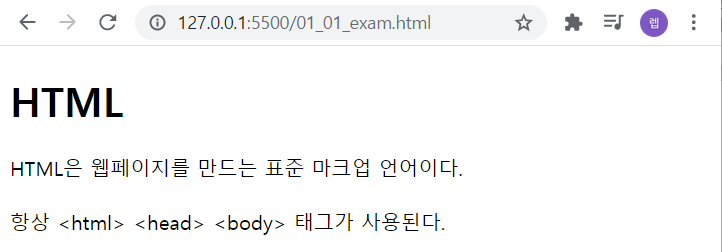 127.0.0.1:5500/01_01_exam.html
렙
HTML
HTML은 웹페이지를 만드는 표준 마크업 언어이다.
항상 <html> <head> <body> 태그가 사용된다.